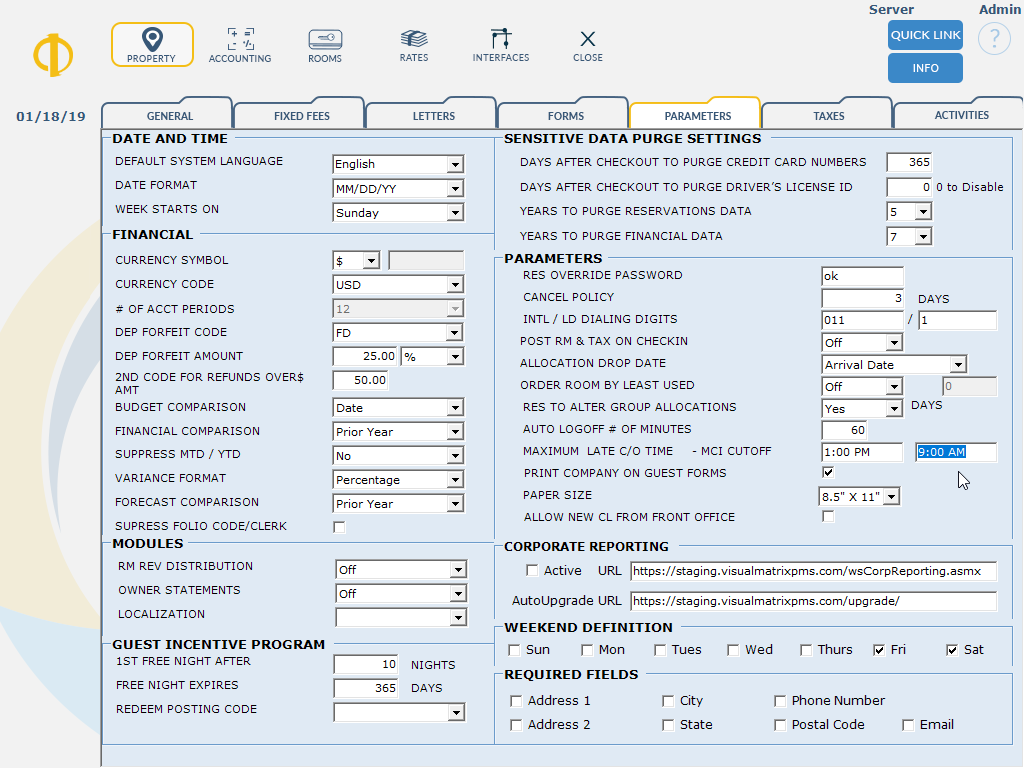 Server Admin
PROPERTY ACCOUNTING ROOMS RATES INTERFACES CLOSE
QUICK LINK ?
INFO
01/18/19
GENERAL FIXED FEES LETTERS FORMS PARAMETERS TAXES ACTIVITIES
DATE AND TIME
DEFAULT SYSTEM LANGUAGE English
DATE FORMAT MM/DD/YY
WEEK STARTS ON Sunday
FINANCIAL
CURRENCY SYMBOL $
CURRENCY CODE USD
# OF ACCT PERIODS 12
DEP FORFEIT CODE FD
DEP FORFEIT AMOUNT 25.00 %
2ND CODE FOR REFUNDS OVER$ 50.00
AMT
BUDGET COMPARISON Date
FINANCIAL COMPARISON Prior Year
SUPPRESS MTD / YTD No
VARIANCE FORMAT Percentage
FORECAST COMPARISON Prior Year
SUPRESS FOLIO CODE/CLERK
MODULES
RM REV DISTRIBUTION Off
OWNER STATEMENTS Off
LOCALIZATION
GUEST INCENTIVE PROGRAM
1ST FREE NIGHT AFTER 10 NIGHTS
FREE NIGHT EXPIRES 365 DAYS
REDEEM POSTING CODE
SENSITIVE DATA PURGE SETTINGS
DAYS AFTER CHECKOUT TO PURGE CREDIT CARD NUMBERS 365
DAYS AFTER CHECKOUT TO PURGE DRIVER'S LICENSE ID 0 0 to Disable
YEARS TO PURGE RESERVATIONS DATA 5
YEARS TO PURGE FINANCIAL DATA 7
PARAMETERS
RES OVERRIDE PASSWORD ok
CANCEL POLICY 3 DAYS
INTL / LD DIALING DIGITS 011 / 1
POST RM & TAX ON CHECKIN Off
ALLOCATION DROP DATE Arrival Date
ORDER ROOM BY LEAST USED Off 0
RES TO ALTER GROUP ALLOCATIONS Yes DAYS
AUTO LOGOFF # OF MINUTES 60
MAXIMUM LATE C/O TIME - MCI CUTOFF 1:00 PM 9:00 AM
PRINT COMPANY ON GUEST FORMS
PAPER SIZE 8.5" X 11"
ALLOW NEW CL FROM FRONT OFFICE
CORPORATE REPORTING
Active URL https://staging.visualmatrixpms.com/wsCorpReporting.asmx
AutoUpgrade URL https://staging.visualmatrixpms.com/upgrade/
WEEKEND DEFINITION
Sun Mon Tues Wed Thurs Fri Sat
REQUIRED FIELDS
Address 1 City Phone Number
Address 2 State Postal Code Email